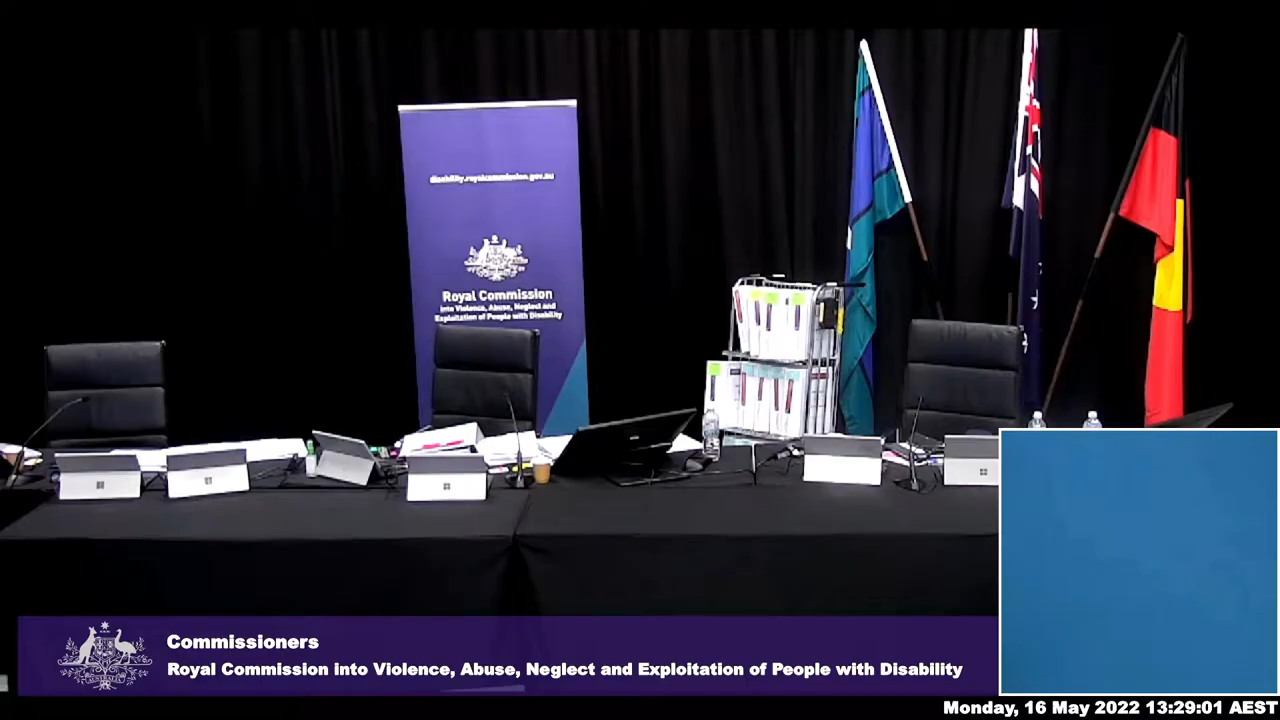 disability.royalcommission.gov.au
Royal Commission
into Violence, Abuse, Neglect and
Exploitation of People with Disability
Commissioners
Royal Commission into Violence, Abuse, Neglect and Exploitation of People with Disability
Monday, 16 May 2022 13:29:01 AEST